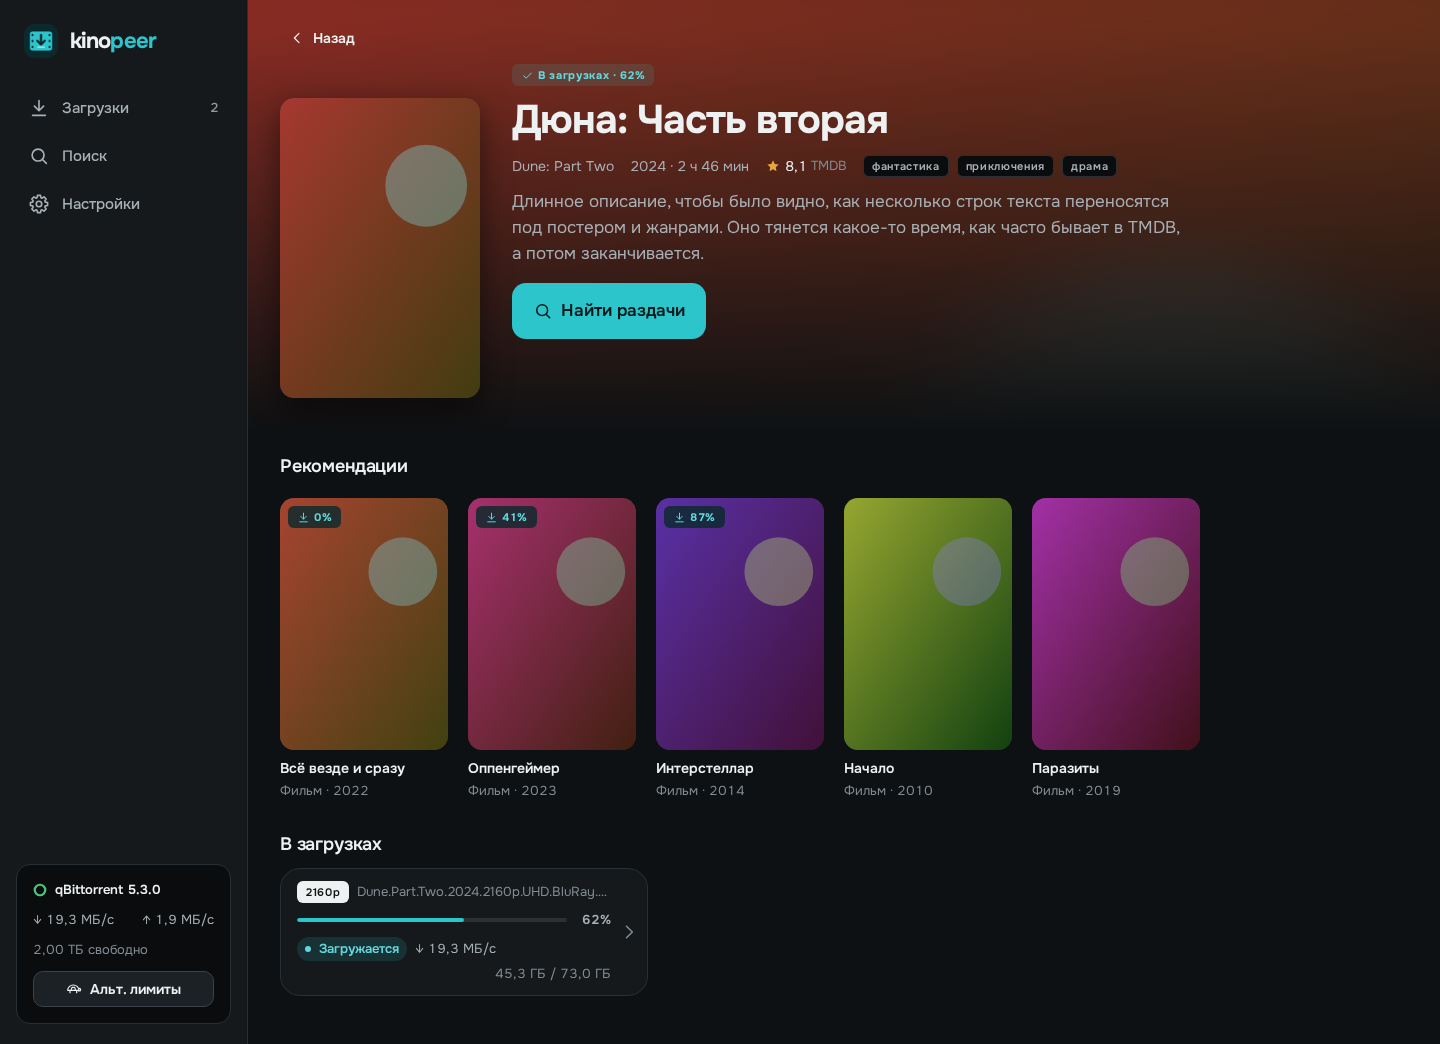 kinopeer
Загрузки 2
Поиск
Настройки
qBittorrent 5.3.0
↓ 19,3 МБ/с ↑ 1,9 МБ/с
2,00 ТБ свободно
Альт. лимиты
Назад
В загрузках · 62%
Дюна: Часть вторая
Dune: Part Two 2024 · 2 ч 46 мин ★ 8,1 TMDB фантастика приключения драма
Длинное описание, чтобы было видно, как несколько строк текста переносятся
под постером и жанрами. Оно тянется какое-то время, как часто бывает в TMDB,
а потом заканчивается.
Найти раздачи
Рекомендации
0% 41% 87%
Всё везде и сразу Оппенгеймер Интерстеллар Начало Паразиты
Фильм · 2022 Фильм · 2023 Фильм · 2014 Фильм · 2010 Фильм · 2019
В загрузках
2160p Dune.Part.Two.2024.2160p.UHD.BluRay....
62%
Загружается ↓ 19,3 МБ/с
45,3 ГБ / 73,0 ГБ